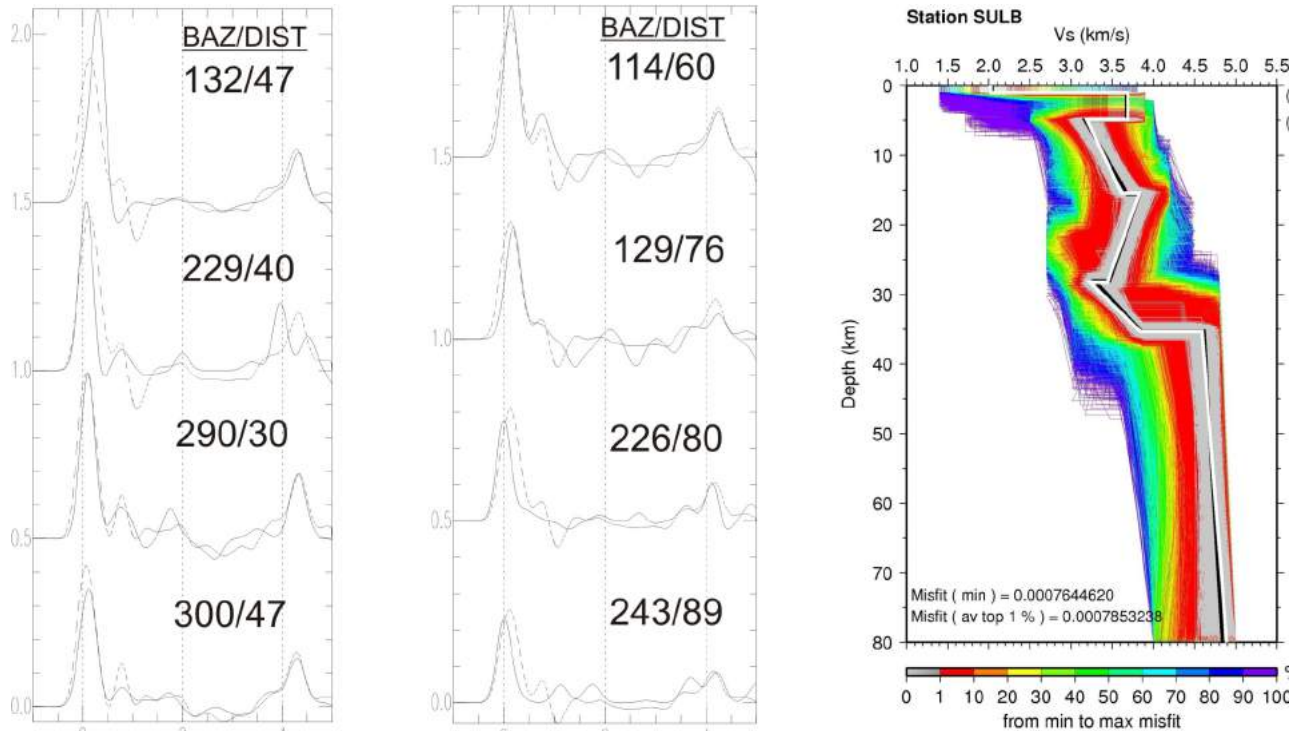 BAZ/DIST
2.0
132/47
1.5
229/40
1.0
290/30
0.5
300/47
0.0
BAZ/DIST
114/60
1.5
129/76
1.0
226/80
0.5
243/89
0.0
Station SULB
Vs (km/s)
1.0 1.5 2.0 2.5 3.0 3.5 4.0 4.5 5.0 5.5
0
10
20
30
40
50
60
70
80
Depth (km)
Misfit ( min ) = 0.0007644620
Misfit ( av top 1 % ) = 0.0007853238
0 1 10 20 30 40 50 60 70 80 90 100
from min to max misfit